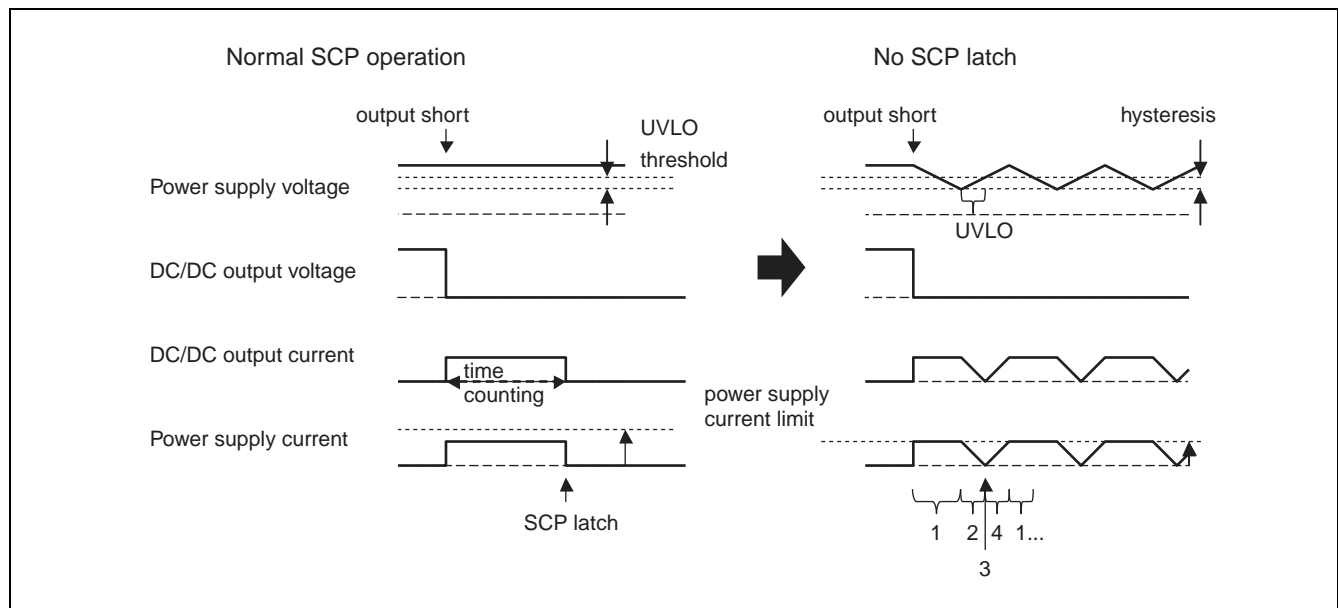 Normal SCP operation
No SCP latch
output short
UVLO
threshold
output short
hysteresis
Power supply voltage
UVLO
DC/DC output voltage
DC/DC output current
time
counting
power supply
current limit
Power supply current
SCP latch
1
2
4
1...
3